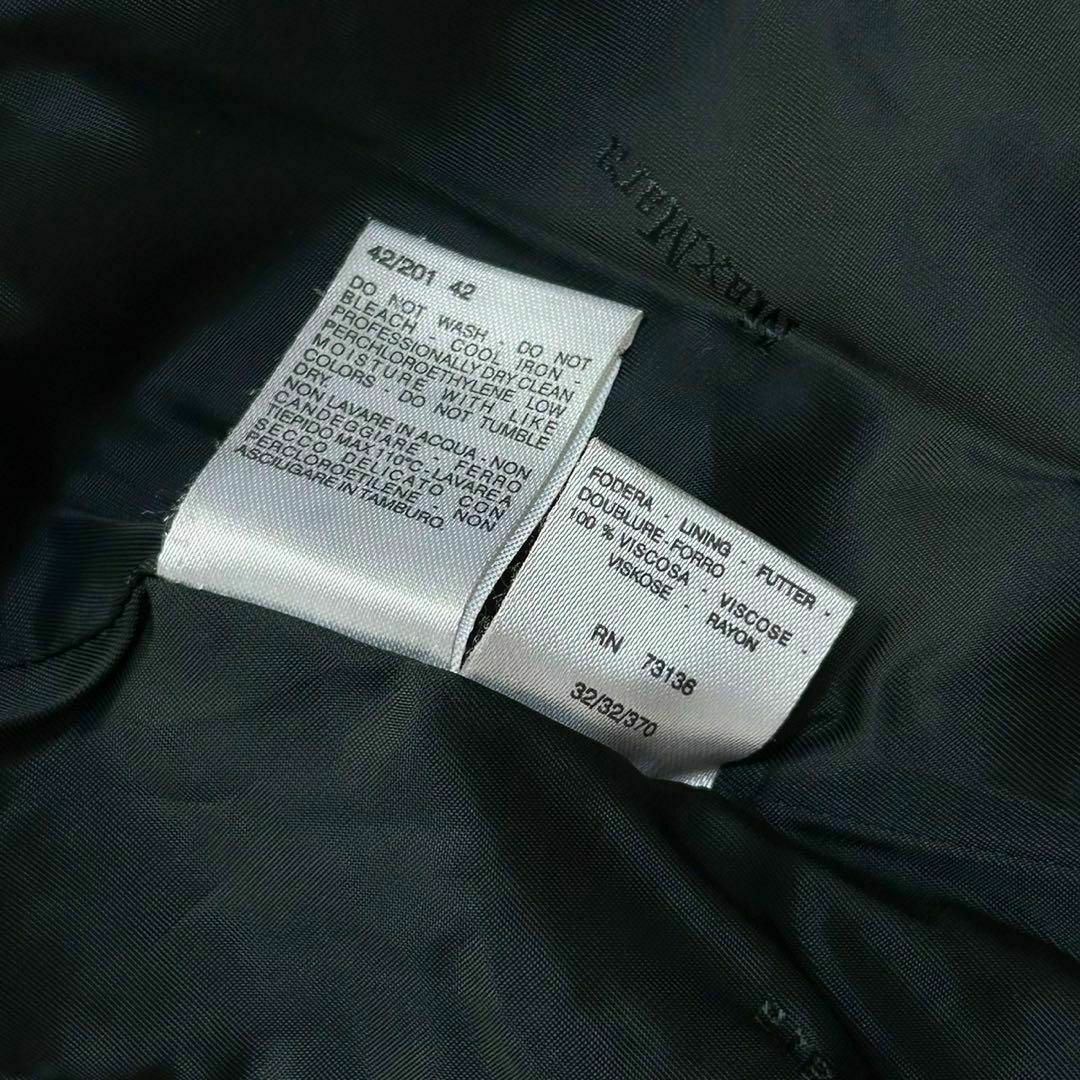 MaxMara
42/201 42
DO NOT WASH - DO NOT
BLEACH - COOL IRON -
PROFESSIONALLY DRY CLEAN
PERCHLOROETHYLENE LOW
MOISTURE WITH LIKE
COLORS - DO NOT TUMBLE
DRY.
NON LAVARE IN ACQUA - NON
CANDEGGIARE - FERRO
TIEPIDO MAX 110°C - LAVARE A
SECCO DELICATO CON
PERCLOROETILENE - NON
ASCIUGARE IN TAMBURO
FODERA - LINING - FUTTER -
DOUBLURE - FORRO
100 % VISCOSA - VISCOSE -
VISKOSE - RAYON
RN 73136
32/32/370